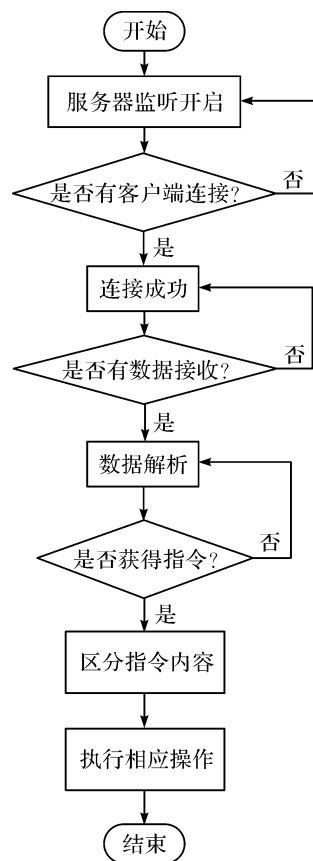 开始
服务器监听开启
是否有客户端连接?
否
是
连接成功
是否有数据接收?
否
是
数据解析
是否获得指令?
否
是
区分指令内容
执行相应操作
结束